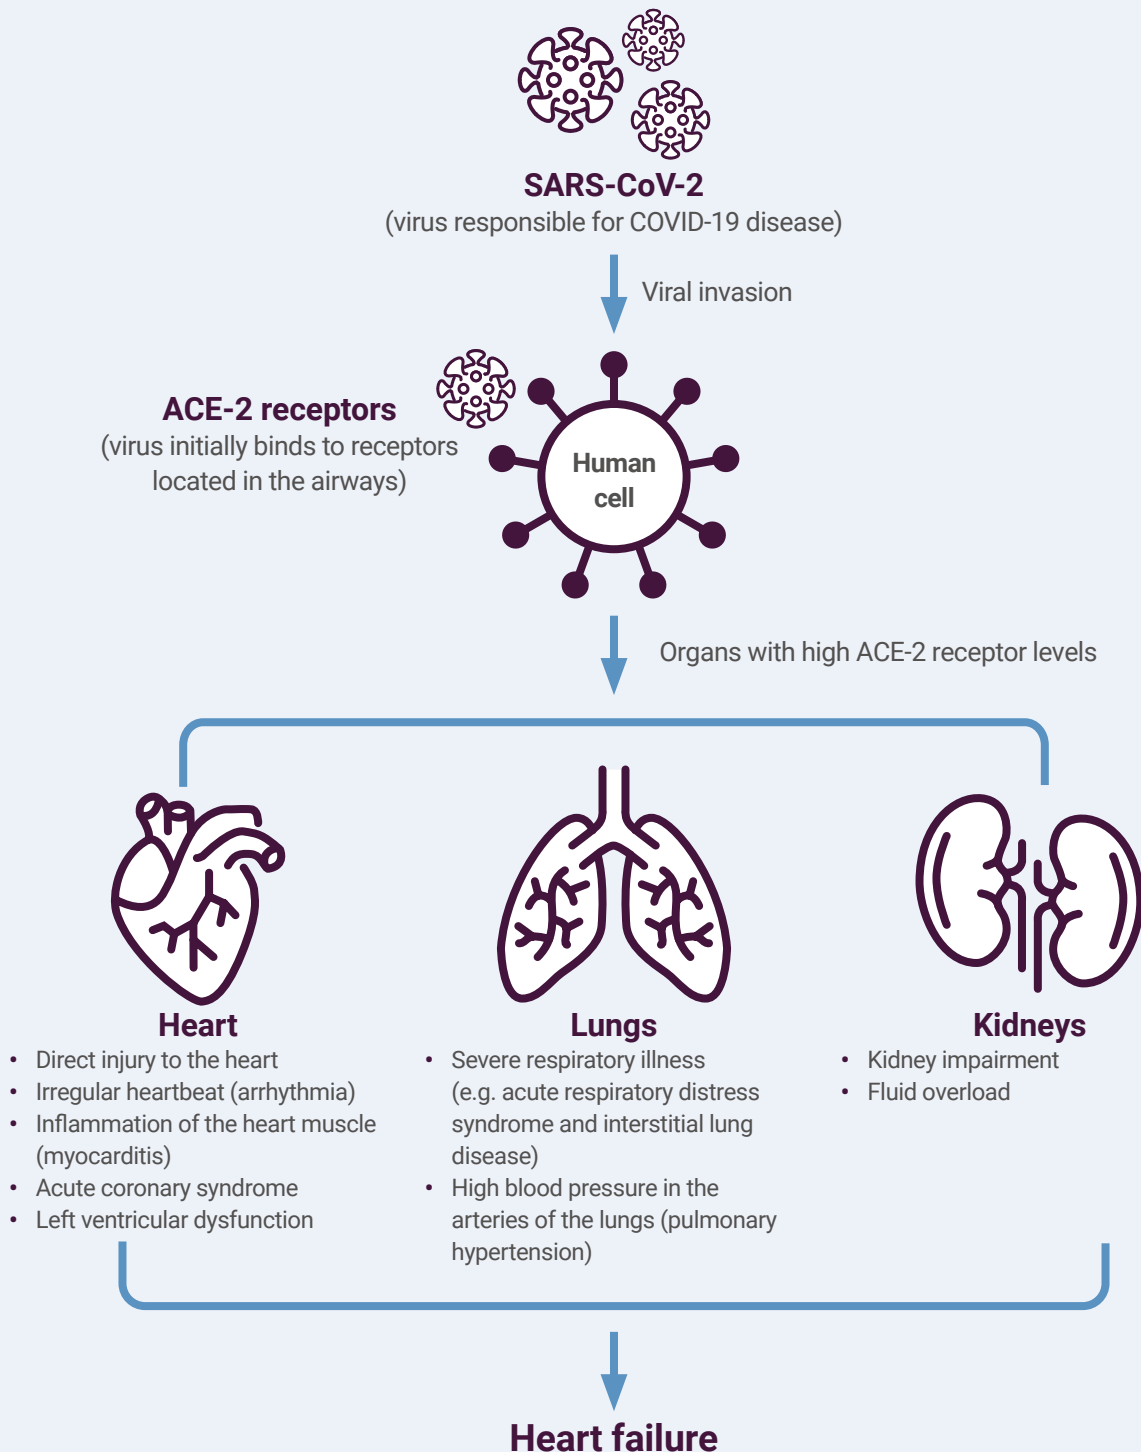 SARS-CoV-2
(virus responsible for COVID-19 disease)
Viral invasion
ACE-2 receptors
(virus initially binds to receptors
located in the airways)
Human
cell
Organs with high ACE-2 receptor levels
Heart
• Direct injury to the heart
• Irregular heartbeat (arrhythmia)
• Inflammation of the heart muscle
(myocarditis)
• Acute coronary syndrome
• Left ventricular dysfunction
Lungs
• Severe respiratory illness
(e.g. acute respiratory distress
syndrome and interstitial lung
disease)
• High blood pressure in the
arteries of the lungs (pulmonary
hypertension)
Kidneys
• Kidney impairment
• Fluid overload
Heart failure